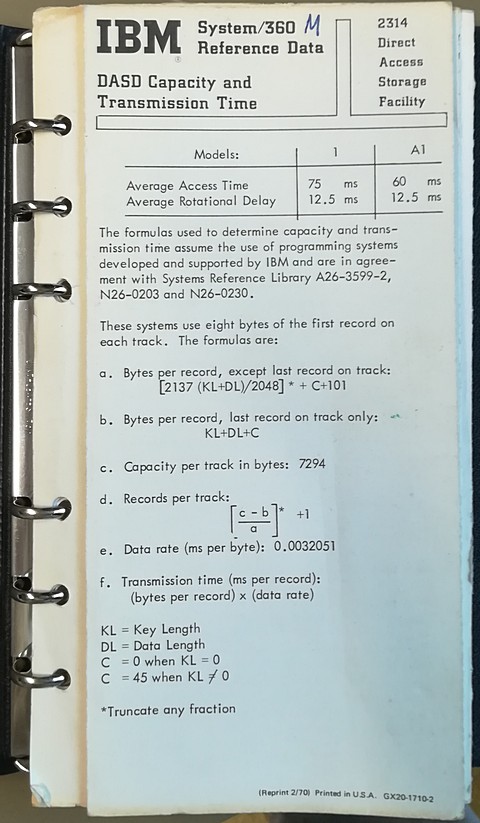 IBM® System/360 M
Reference Data
DASD Capacity and
Transmission Time
2314
Direct
Access
Storage
Facility
Models: 1 A1
Average Access Time 75 ms 60 ms
Average Rotational Delay 12.5 ms 12.5 ms
The formulas used to determine capacity and trans-
mission time assume the use of programming systems
developed and supported by IBM and are in agree-
ment with Systems Reference Library A26-3599-2,
N26-0203 and N26-0230.
These systems use eight bytes of the first record on
each track. The formulas are:
a. Bytes per record, except last record on track:
[2137 (KL+DL)/2048] * + C+101
b. Bytes per record, last record on track only:
KL+DL+C
c. Capacity per track in bytes: 7294
d. Records per track:
[c - b
a]* +1
e. Data rate (ms per byte): 0.0032051
f. Transmission time (ms per record):
(bytes per record) x (data rate)
KL = Key Length
DL = Data Length
C = 0 when KL = 0
C = 45 when KL ≠ 0
*Truncate any fraction
(Reprint 2/70) Printed in U.S.A. GX20-1710-2